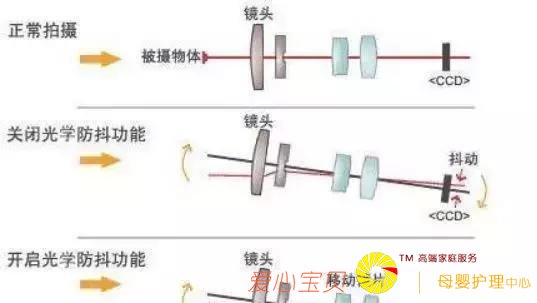 正常拍摄
镜头
被摄物体
<CCD>
关闭光学防抖功能
镜头
抖动
<CCD>
开启光学防抖功能
镜头
爱心宝贝
TM 高端家庭服务
母婴护理中心